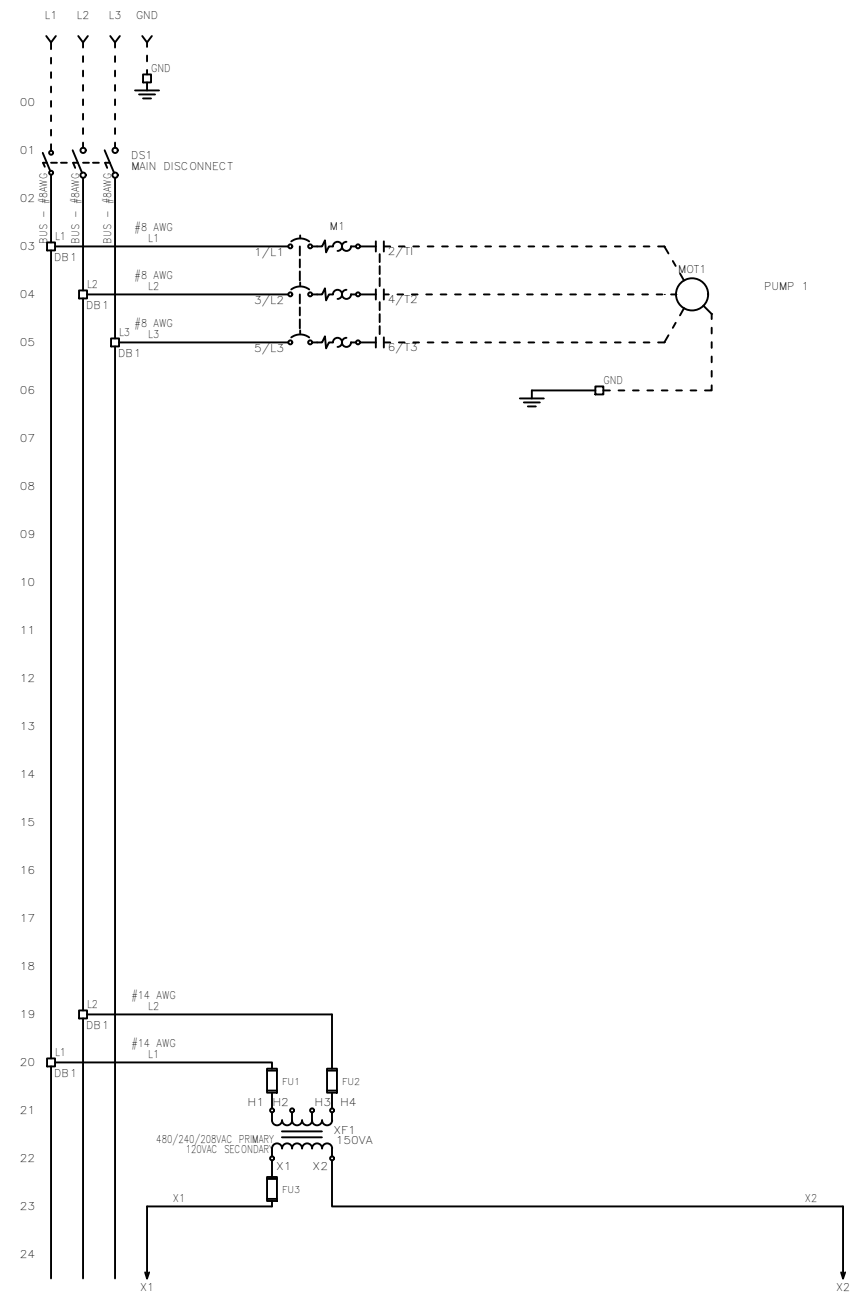 L1 L2 L3 GND
GND
00
01 DS1
MAIN DISCONNECT
BUS - #8AWG BUS - #8AWG BUS - #8AWG
02
#8 AWG M1
L1 L1
03 1/L1 2/T1
DB1
MOT1
#8 AWG
L2 L2 PUMP 1
04 3/L2 4/T2
DB1
#8 AWG
L3 L3
05 5/L3 6/T3
DB1
GND
06
07
08
09
10
11
12
13
14
15
16
17
18
#14 AWG
L2 L2
19
DB1
#14 AWG
L1 L1
20
DB1
FU1 FU2
H1 H2 H3 H4
21
XF1
480/240/208VAC PRIMARY 150VA
120VAC SECONDARY
22
X1 X2
FU3
X1 X2
23
24
X1 X2